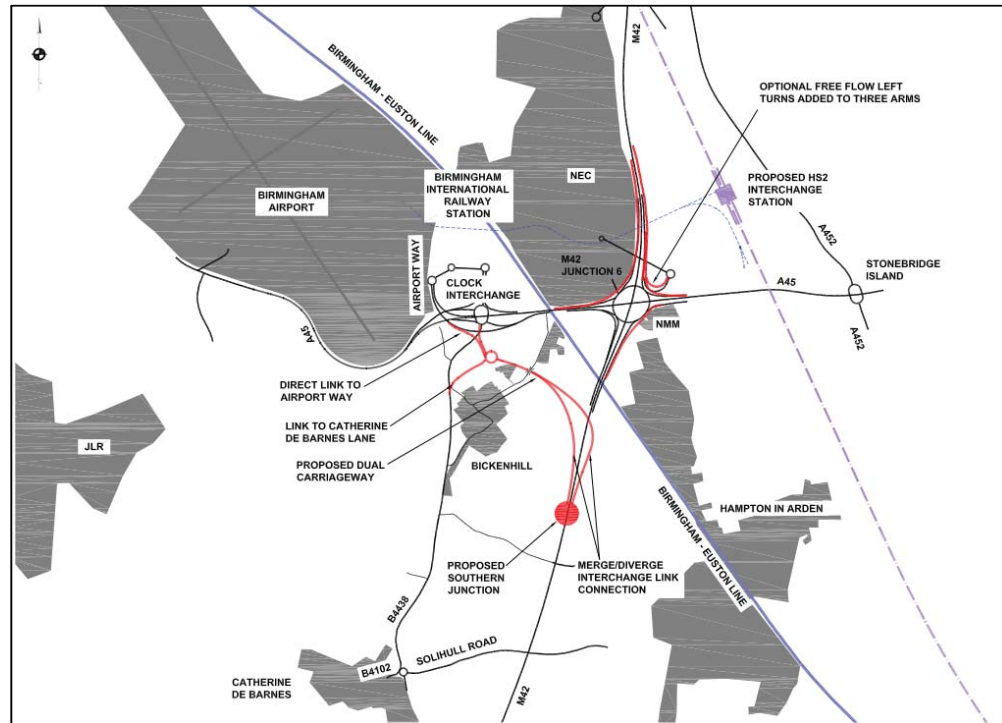 M42
BIRMINGHAM - EUSTON LINE
OPTIONAL FREE FLOW LEFT
TURNS ADDED TO THREE ARMS
BIRMINGHAM
AIRPORT
BIRMINGHAM
INTERNATIONAL
RAILWAY
STATION
NEC
PROPOSED HS2
INTERCHANGE
STATION
A452
STONEBRIDGE
ISLAND
AIRPORT WAY
CLOCK
INTERCHANGE
M42
JUNCTION 6
A45
A45
NMM
A452
DIRECT LINK TO
AIRPORT WAY
LINK TO CATHERINE
DE BARNES LANE
PROPOSED DUAL
CARRIAGEWAY
JLR
BICKENHILL
HAMPTON IN ARDEN
BIRMINGHAM - EUSTON LINE
PROPOSED
SOUTHERN
JUNCTION
MERGE/DIVERGE
INTERCHANGE LINK
CONNECTION
B4438
SOLIHULL ROAD
B4102
CATHERINE
DE BARNES
M42